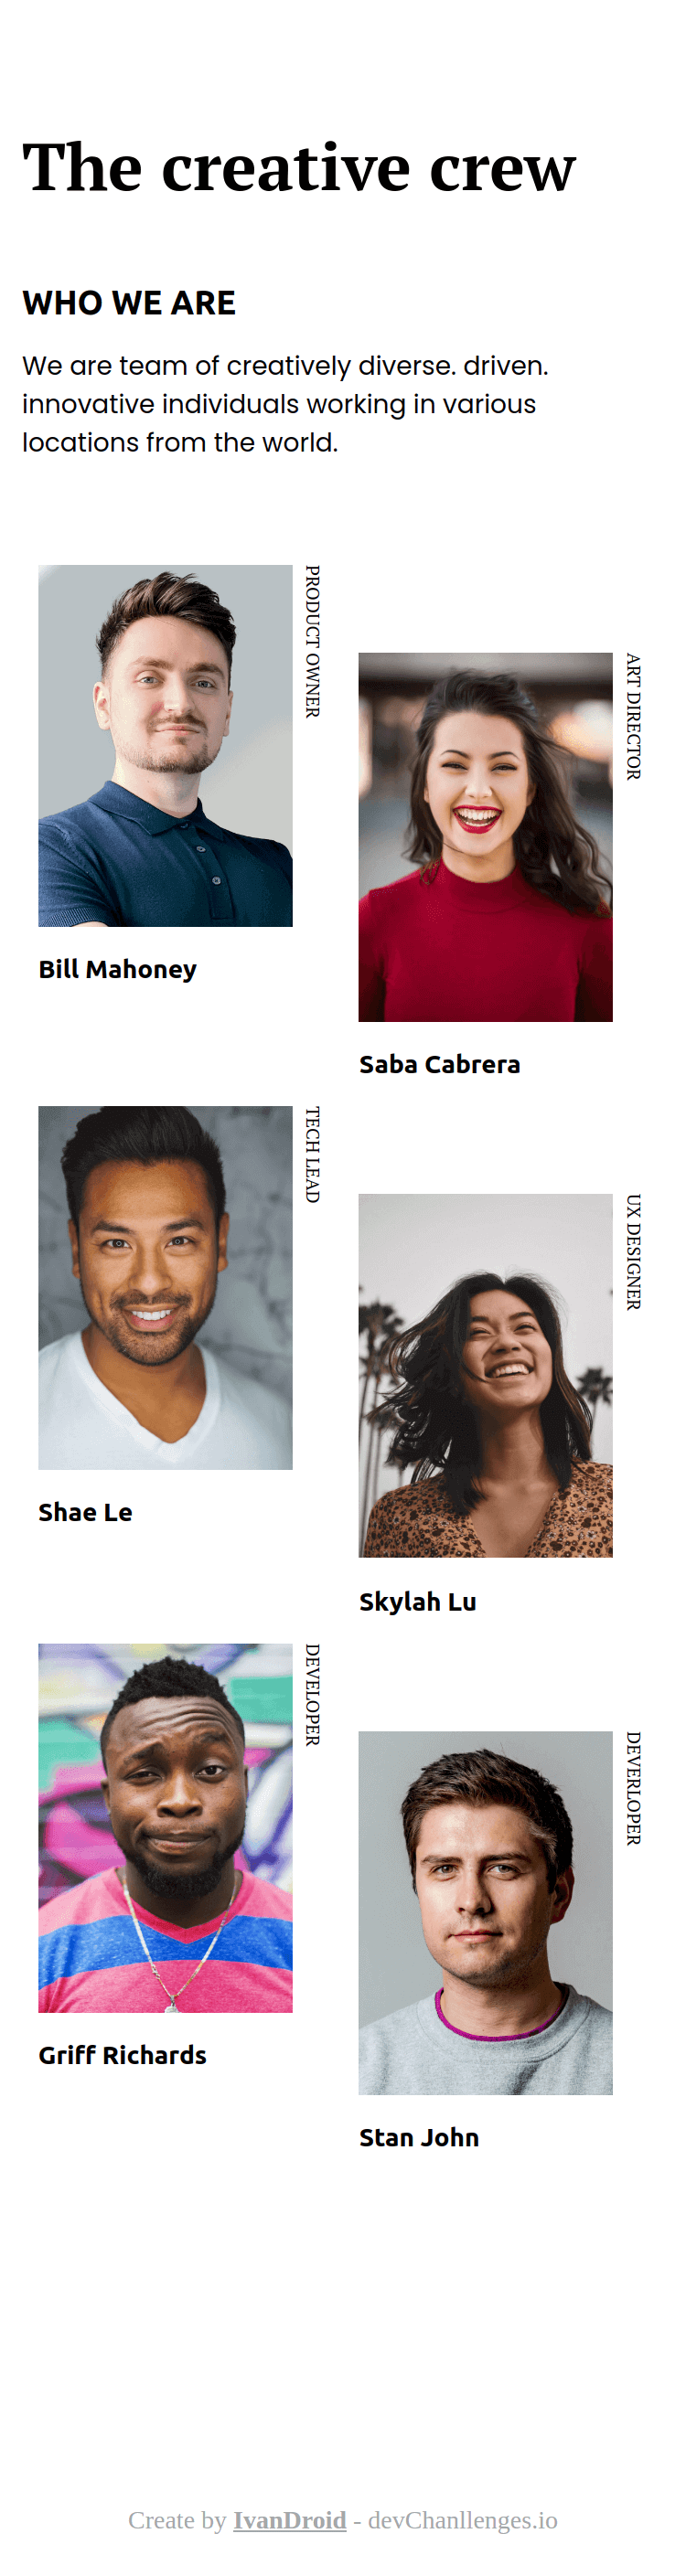 The creative crew
WHO WE ARE
We are team of creatively diverse. driven.
innovative individuals working in various
locations from the world.
PRODUCT OWNER
Bill Mahoney
ART DIRECTOR
Saba Cabrera
TECH LEAD
Shae Le
UX DESIGNER
Skylah Lu
DEVELOPER
Griff Richards
DEVERLOPER
Stan John
Create by IvanDroid - devChanllenges.io